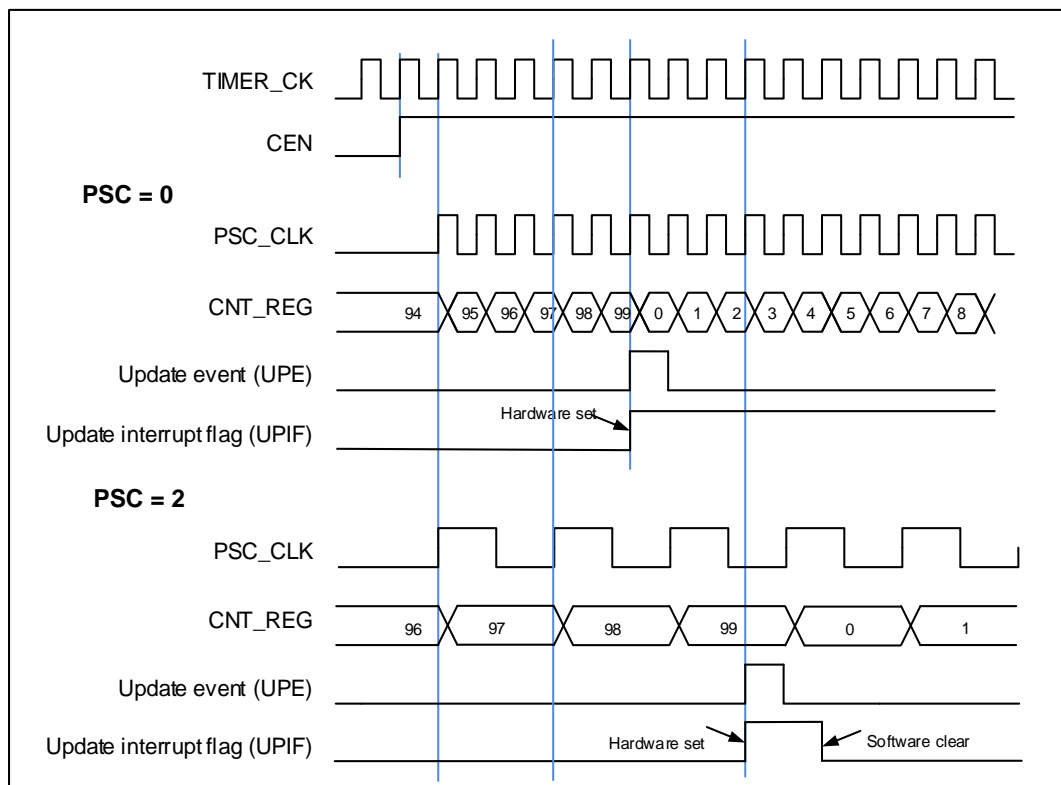 TIMER_CK
CEN
PSC = 0
PSC_CLK
CNT_REG 94 95 96 97 98 99 0 1 2 3 4 5 6 7 8
Update event (UPE)
Hardware set
Update interrupt flag (UPIF)
PSC = 2
PSC_CLK
CNT_REG 96 97 98 99 0 1
Update event (UPE)
Update interrupt flag (UPIF) Hardware set Software clear